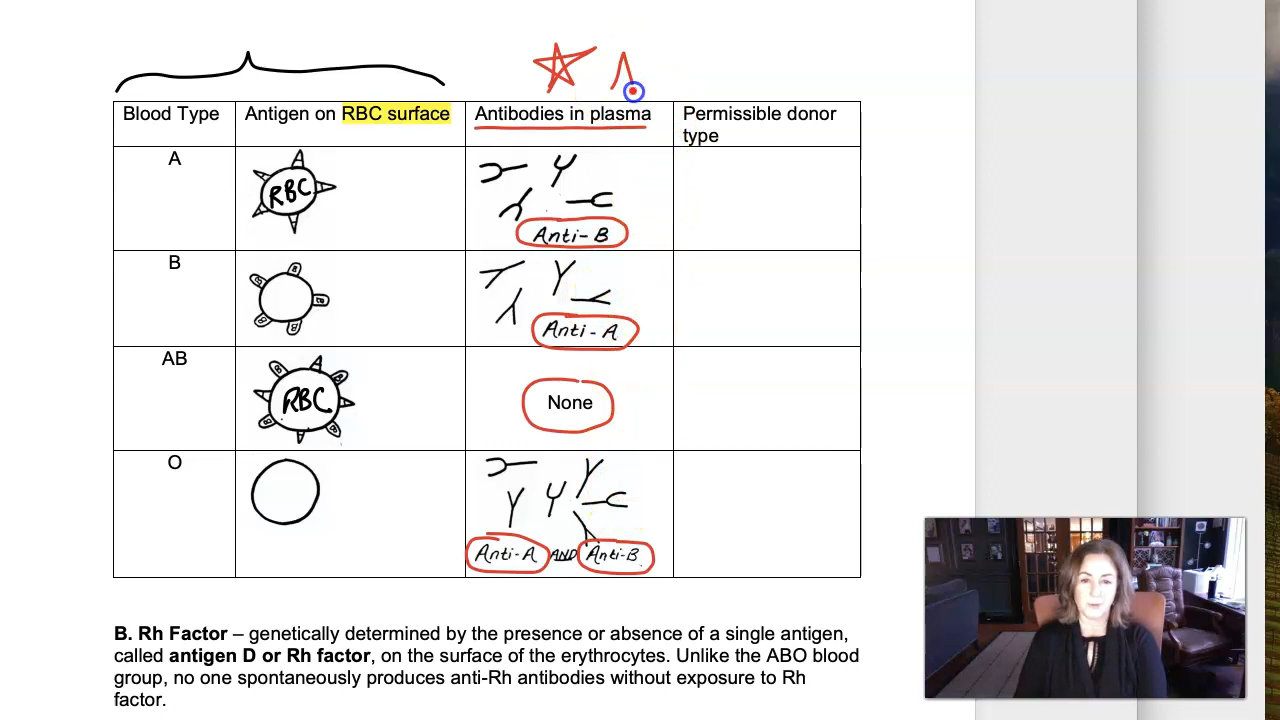 Blood Type
Antigen on RBC surface
Antibodies in plasma
Permissible donor
type
A
A
RBC
Anti-B
B
B
B
B
B
B
Anti-A
AB
B
A
B
RBC
B
B
None
O
Anti-A AND Anti-B
B. Rh Factor – genetically determined by the presence or absence of a single antigen,
called antigen D or Rh factor, on the surface of the erythrocytes. Unlike the ABO blood
group, no one spontaneously produces anti-Rh antibodies without exposure to Rh
factor.